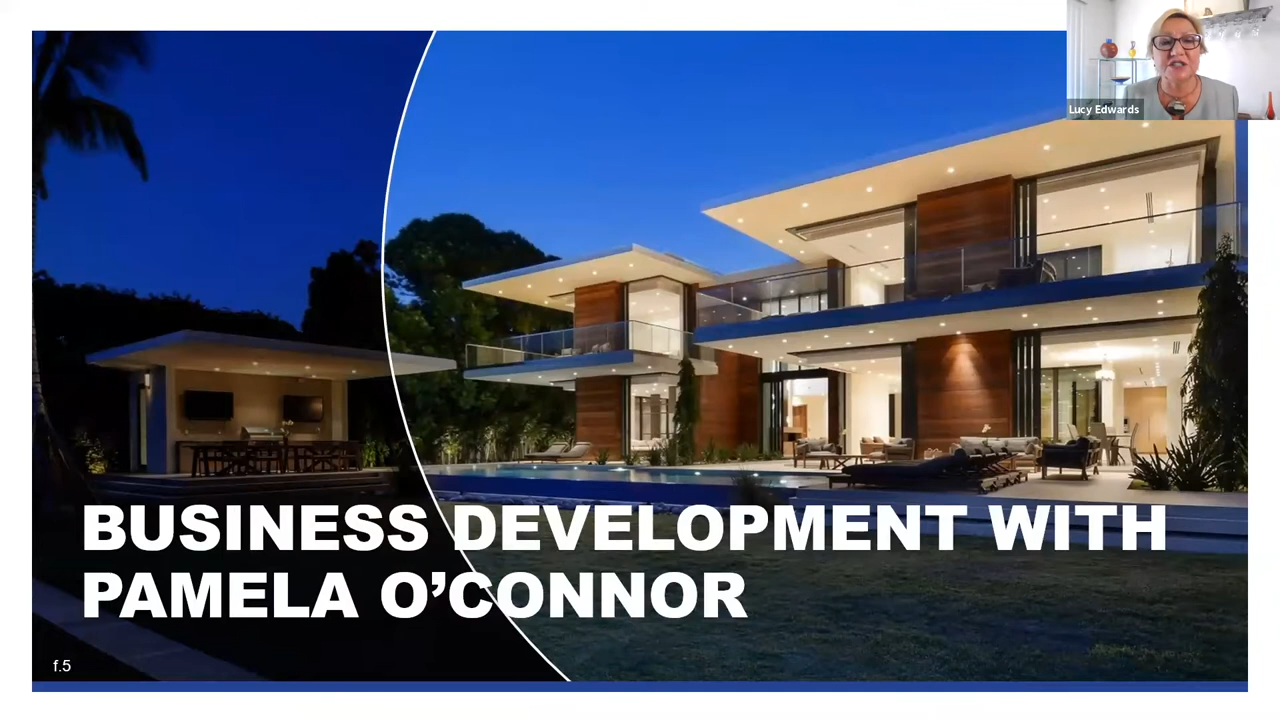 Lucy Edwards
BUSINESS DEVELOPMENT WITH
PAMELA O’CONNOR
f.5